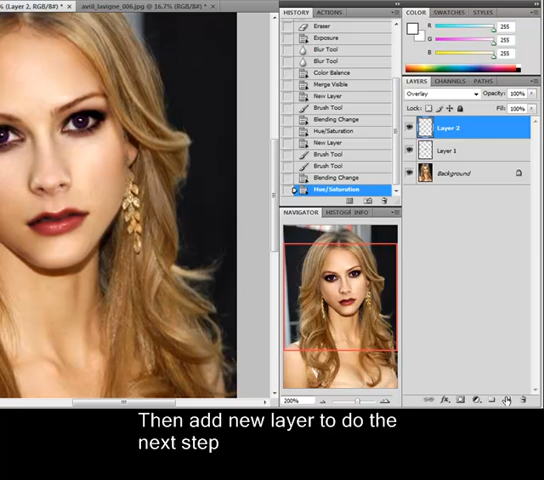 6 (Layer 2, RGB/8#) * ×
avril_lavigne_006.jpg @ 16.7% (RGB/8#) * ×
HISTORY ACTIONS
Eraser
Exposure
Blur Tool
Blur Tool
Color Balance
Merge Visible
New Layer
Brush Tool
Blending Change
Hue/Saturation
New Layer
Brush Tool
Brush Tool
Blending Change
Hue/Saturation
NAVIGATOR HISTOGR INFO
200%
COLOR SWATCHES STYLES
R 255
G 255
B 255
LAYERS CHANNELS PATHS
Overlay Opacity: 100%
Lock: Fill: 100%
Layer 2
Layer 1
Background
fx
Then add new layer to do the
next step